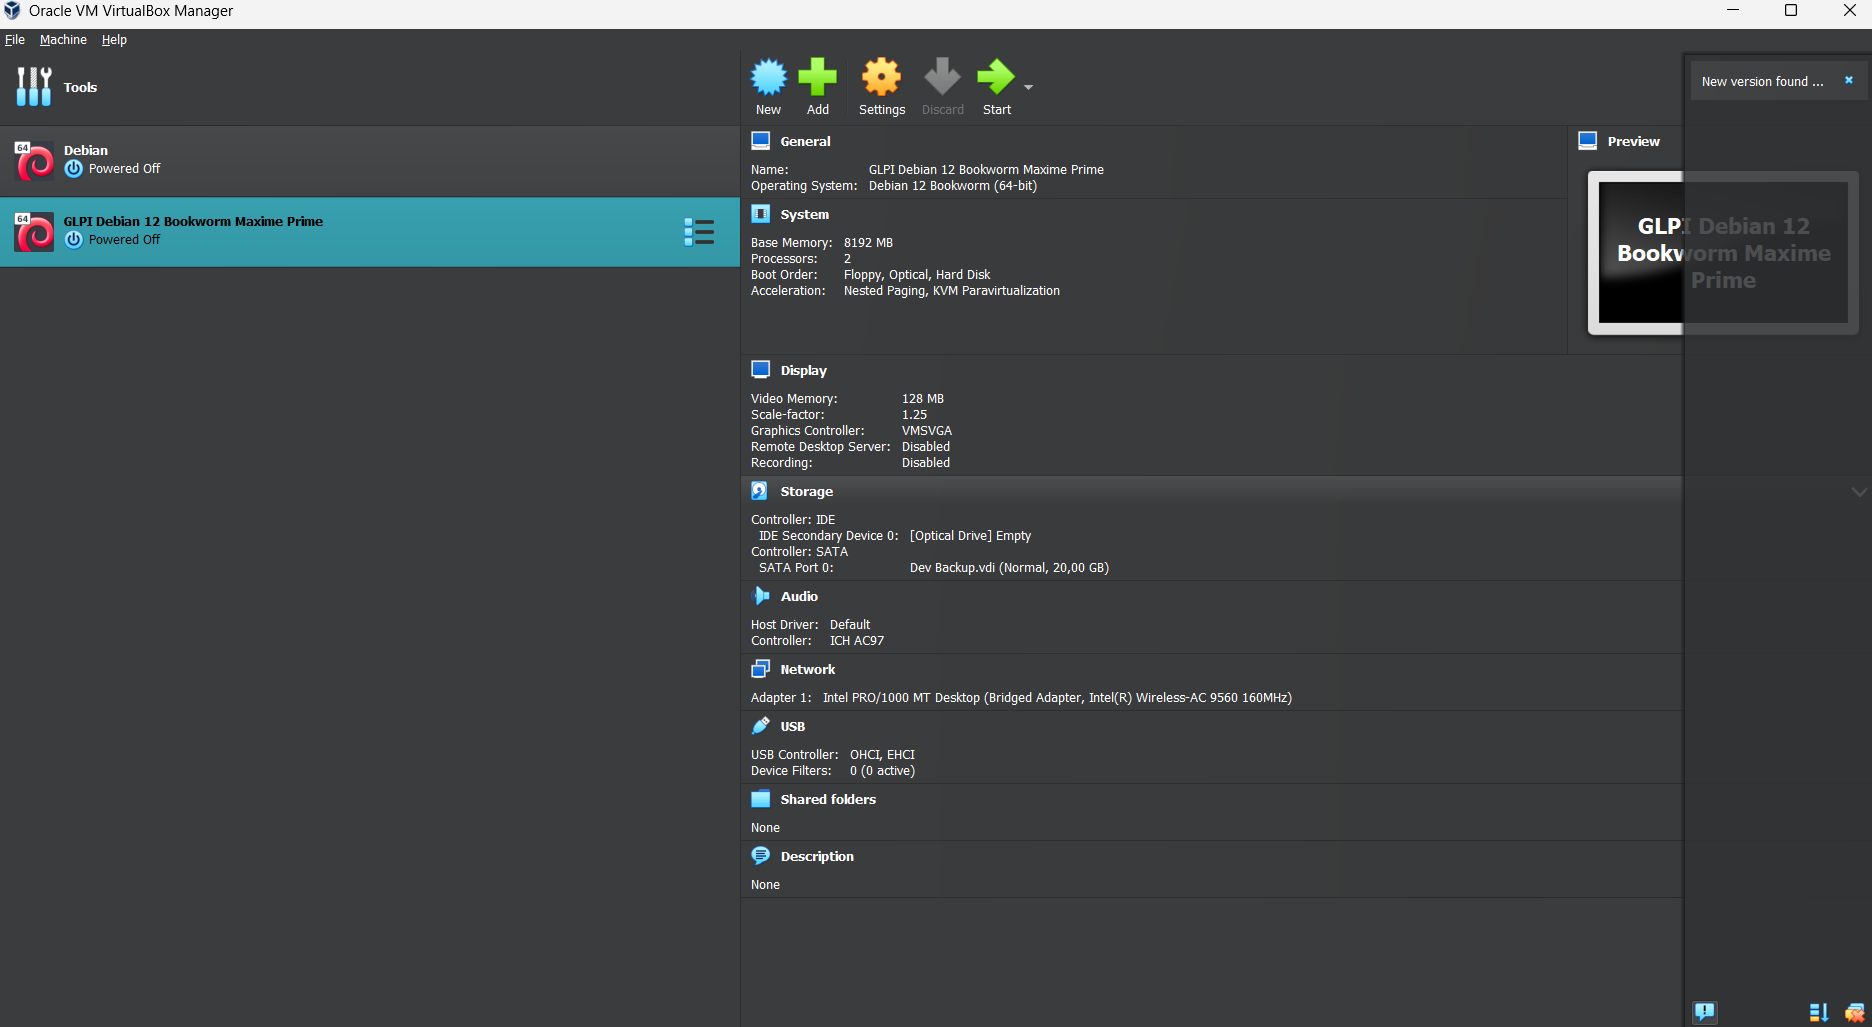 Oracle VM VirtualBox Manager
File Machine Help
Tools
64 Debian
Powered Off
64 GLPI Debian 12 Bookworm Maxime Prime
Powered Off
New Add Settings Discard Start
New version found ...
General
Name: GLPI Debian 12 Bookworm Maxime Prime
Operating System: Debian 12 Bookworm (64-bit)
Preview
GLPI Debian 12
Bookworm Maxime
Prime
System
Base Memory: 8192 MB
Processors: 2
Boot Order: Floppy, Optical, Hard Disk
Acceleration: Nested Paging, KVM Paravirtualization
Display
Video Memory: 128 MB
Scale-factor: 1.25
Graphics Controller: VMSVGA
Remote Desktop Server: Disabled
Recording: Disabled
Storage
Controller: IDE
IDE Secondary Device 0: [Optical Drive] Empty
Controller: SATA
SATA Port 0: Dev Backup.vdi (Normal, 20,00 GB)
Audio
Host Driver: Default
Controller: ICH AC97
Network
Adapter 1: Intel PRO/1000 MT Desktop (Bridged Adapter, Intel(R) Wireless-AC 9560 160MHz)
USB
USB Controller: OHCI, EHCI
Device Filters: 0 (0 active)
Shared folders
None
Description
None